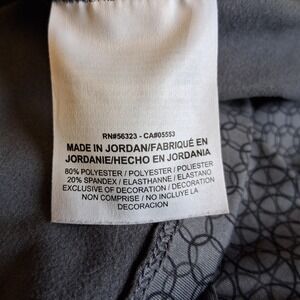 RN#56323 - CA#05553
MADE IN JORDAN/FABRIQUÉ EN
JORDANIE/HECHO EN JORDANIA
80% POLYESTER / POLYESTER / POLIESTER
20% SPANDEX / ELASTHANNE / ELASTANO
EXCLUSIVE OF DECORATION / DECORATION
NON COMPRISE / NO INCLUYE LA
DECORACION